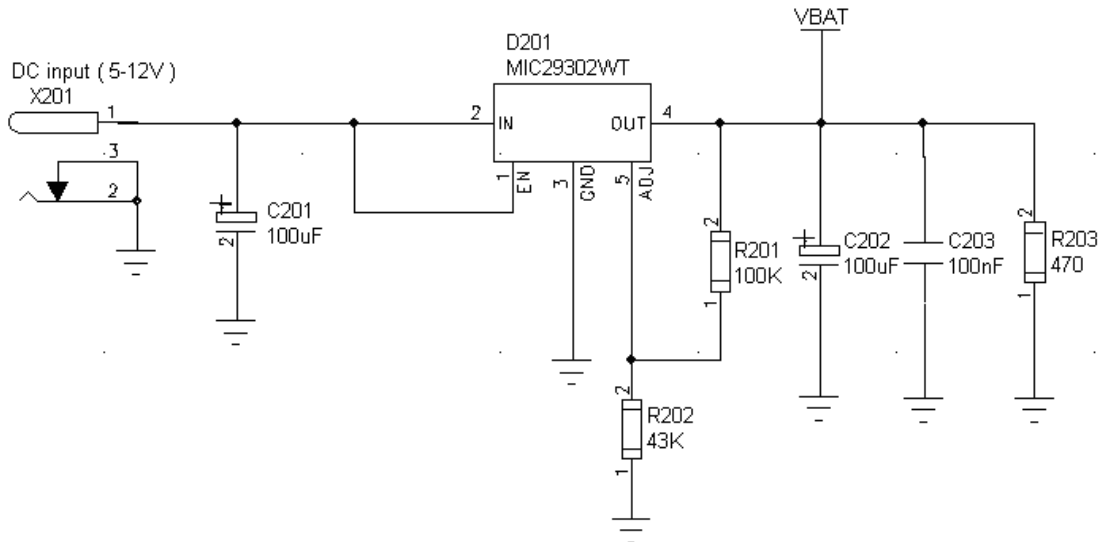 VBAT
D201
MIC29302WT
DC input ( 5-12V )
X201
1
2
IN
OUT
4
3
2
1
EN
3
GND
5
ADJ
C201
100uF
2
2
R201
100K
1
C202
100uF
2
C203
100nF
2
R203
470
1
2
R202
43K
1